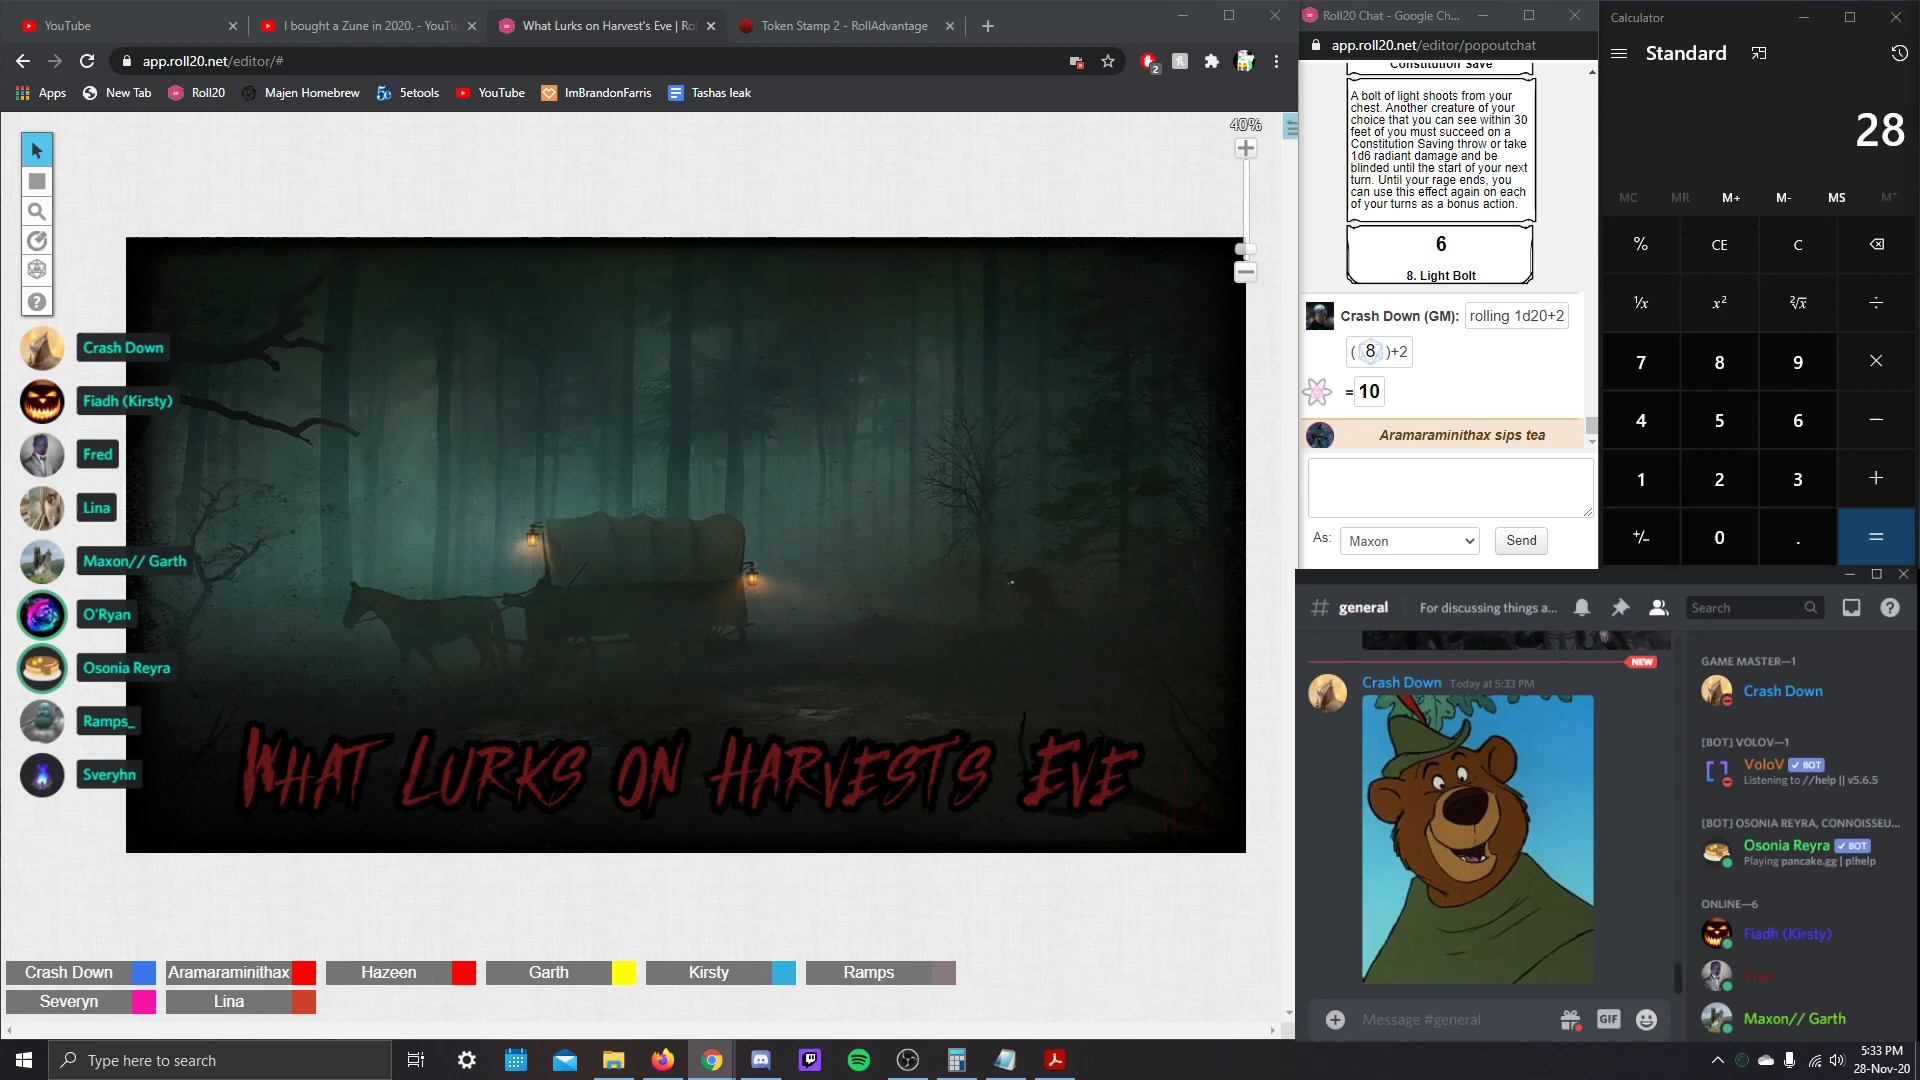 YouTube
I bought a Zune in 2020. - YouTu
What Lurks on Harvest's Eve | Rol
Token Stamp 2 - RollAdvantage
app.roll20.net/editor/#
2
Apps
New Tab
Roll20
Majen Homebrew
5etools
YouTube
ImBrandonFarris
Tashas leak
40%
Crash Down
Fiadh (Kirsty)
Fred
Lina
Maxon// Garth
O'Ryan
Osonia Reyra
Ramps_
Sveryhn
What Lurks on Harvest's Eve
Crash Down
Aramaraminithax
Hazeen
Garth
Kirsty
Ramps
Severyn
Lina
Roll20 Chat - Google Ch...
app.roll20.net/editor/popoutchat
Constitution Save
A bolt of light shoots from your
chest. Another creature of your
choice that you can see within 30
feet of you must succeed on a
Constitution Saving throw or take
1d6 radiant damage and be
blinded until the start of your next
turn. Until your rage ends, you
can use this effect again on each
of your turns as a bonus action.
6
8. Light Bolt
Crash Down (GM): rolling 1d20+2
( 8 )+2
= 10
Aramaraminithax sips tea
As: Maxon
Send
Calculator
Standard
28
MC MR M+ M- MS M˅
% CE C
¹/x x² ²√x ÷
7 8 9 ×
4 5 6 −
1 2 3 +
+/- 0 . =
# general
For discussing things a...
Search
NEW
Crash Down Today at 5:33 PM
Message #general
GIF
GAME MASTER—1
Crash Down
[BOT] VOLOV—1
VoloV ✓ BOT
Listening to //help || v5.6.5
[BOT] OSONIA REYRA, CONNOISSEU...
Osonia Reyra ✓ BOT
Playing pancake.gg | p!help
ONLINE—6
Fiadh (Kirsty)
Fred
Maxon// Garth
Type here to search
5:33 PM
28-Nov-20